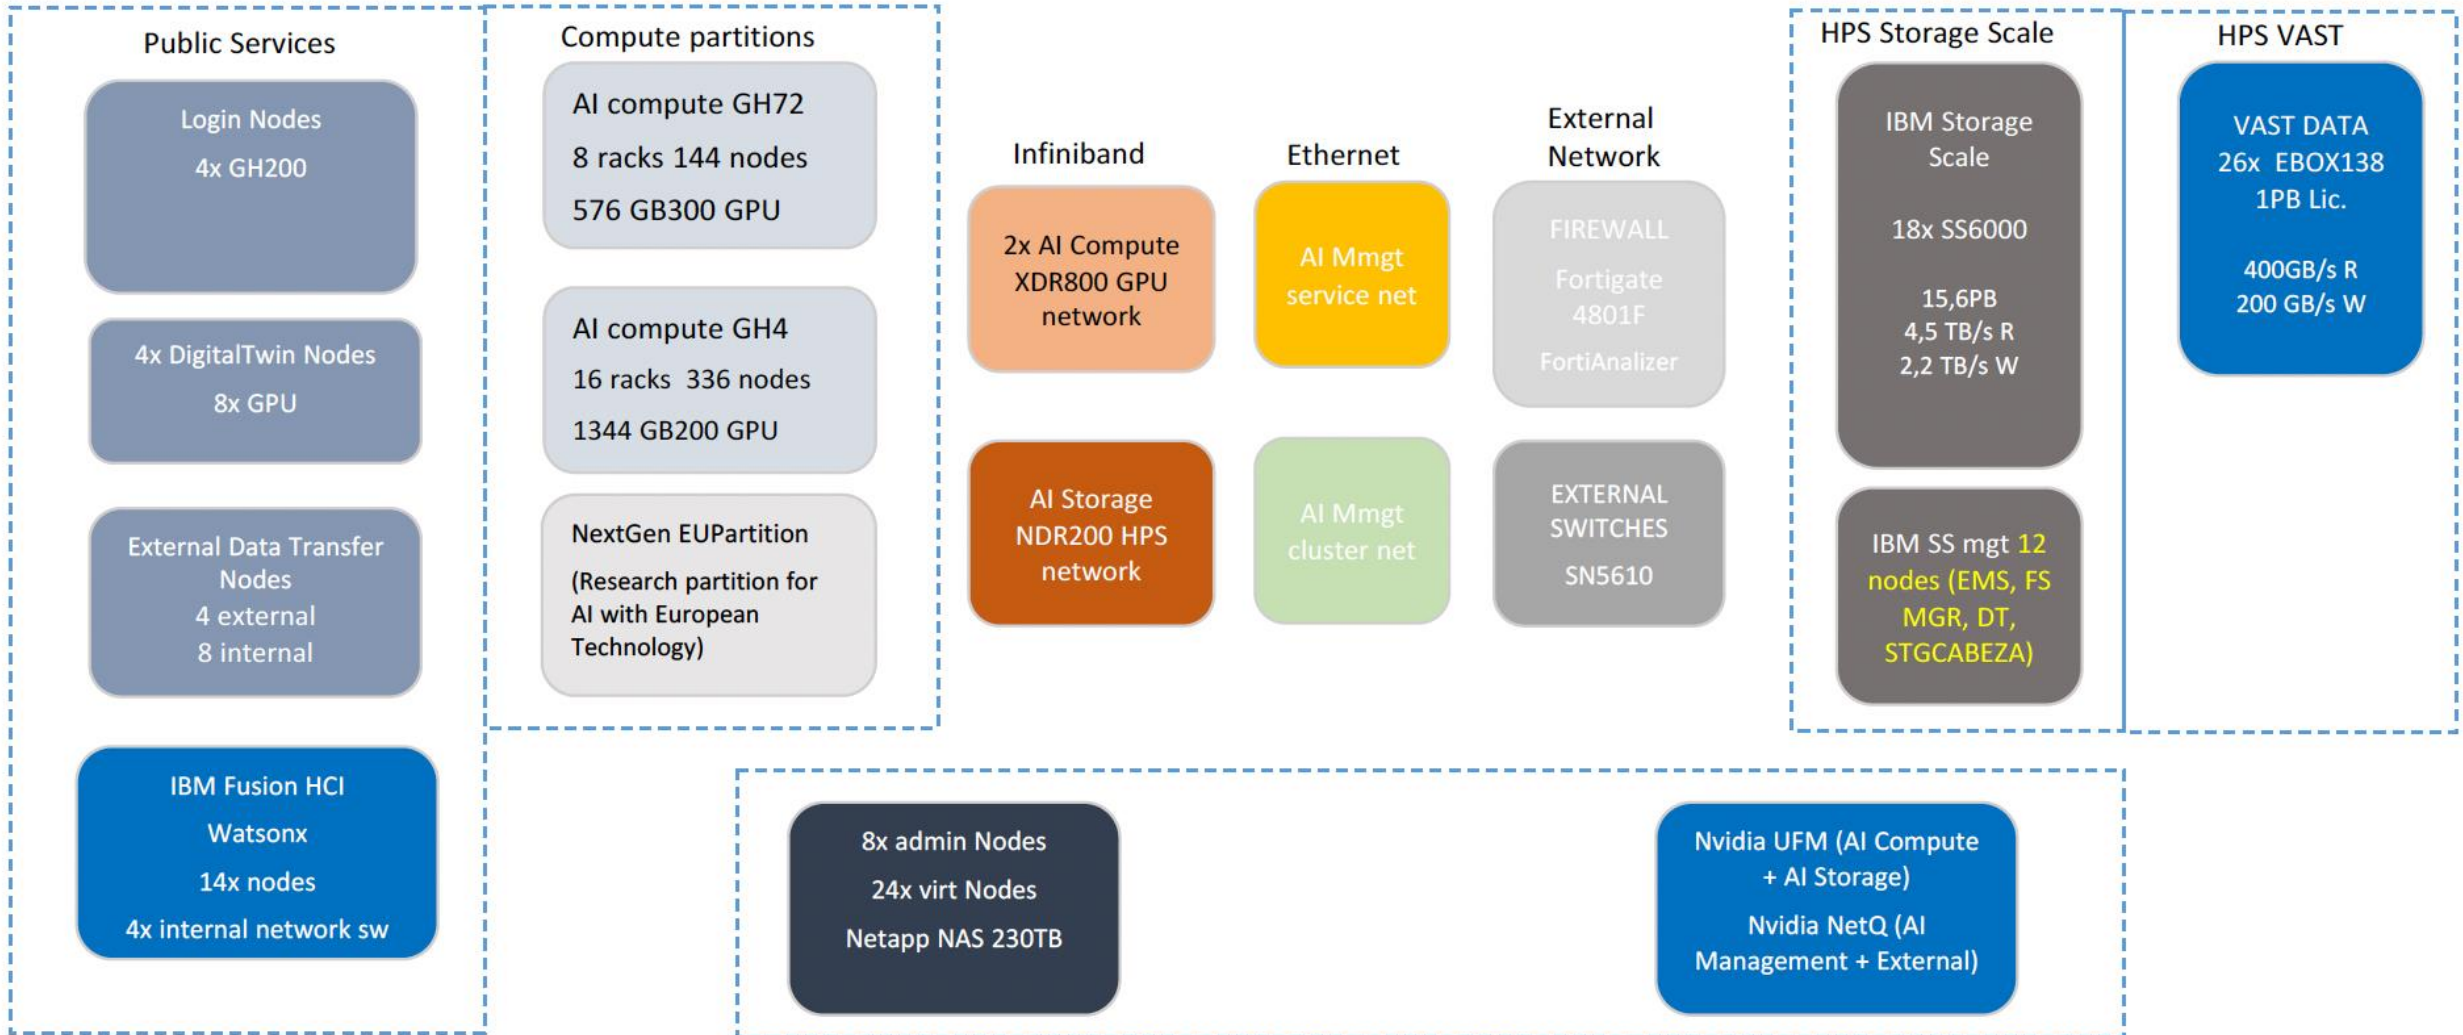 Public Services
Login Nodes
4x GH200
4x DigitalTwin Nodes
8x GPU
External Data Transfer
Nodes
4 external
8 internal
IBM Fusion HCI
Watsonx
14x nodes
4x internal network sw
Compute partitions
AI compute GH72
8 racks 144 nodes
576 GB300 GPU
AI compute GH4
16 racks 336 nodes
1344 GB200 GPU
NextGen EUPartition
(Research partition for
AI with European
Technology)
Infiniband
2x AI Compute
XDR800 GPU
network
AI Storage
NDR200 HPS
network
Ethernet
AI Mmgt
service net
AI Mmgt
cluster net
External
Network
FIREWALL
Fortigate
4801F
FortiAnalizer
EXTERNAL
SWITCHES
SN5610
HPS Storage Scale
IBM Storage
Scale
18x SS6000
15,6PB
4,5 TB/s R
2,2 TB/s W
IBM SS mgt 12
nodes (EMS, FS
MGR, DT,
STGCABEZA)
HPS VAST
VAST DATA
26x EBOX138
1PB Lic.
400GB/s R
200 GB/s W
8x admin Nodes
24x virt Nodes
Netapp NAS 230TB
Nvidia UFM (AI Compute
+ AI Storage)
Nvidia NetQ (AI
Management + External)